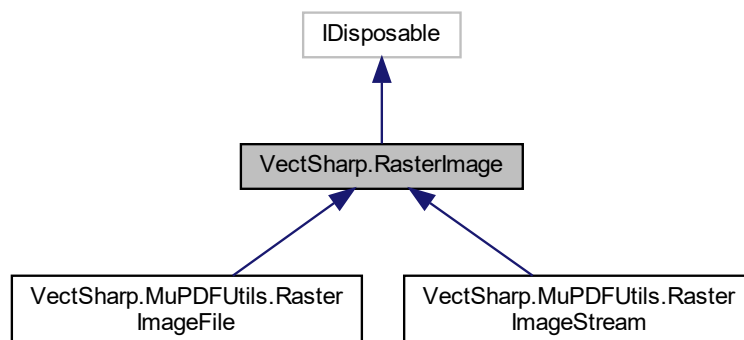 IDisposable
VectSharp.RasterImage
VectSharp.MuPDFUtils.Raster
ImageFile
VectSharp.MuPDFUtils.Raster
ImageStream